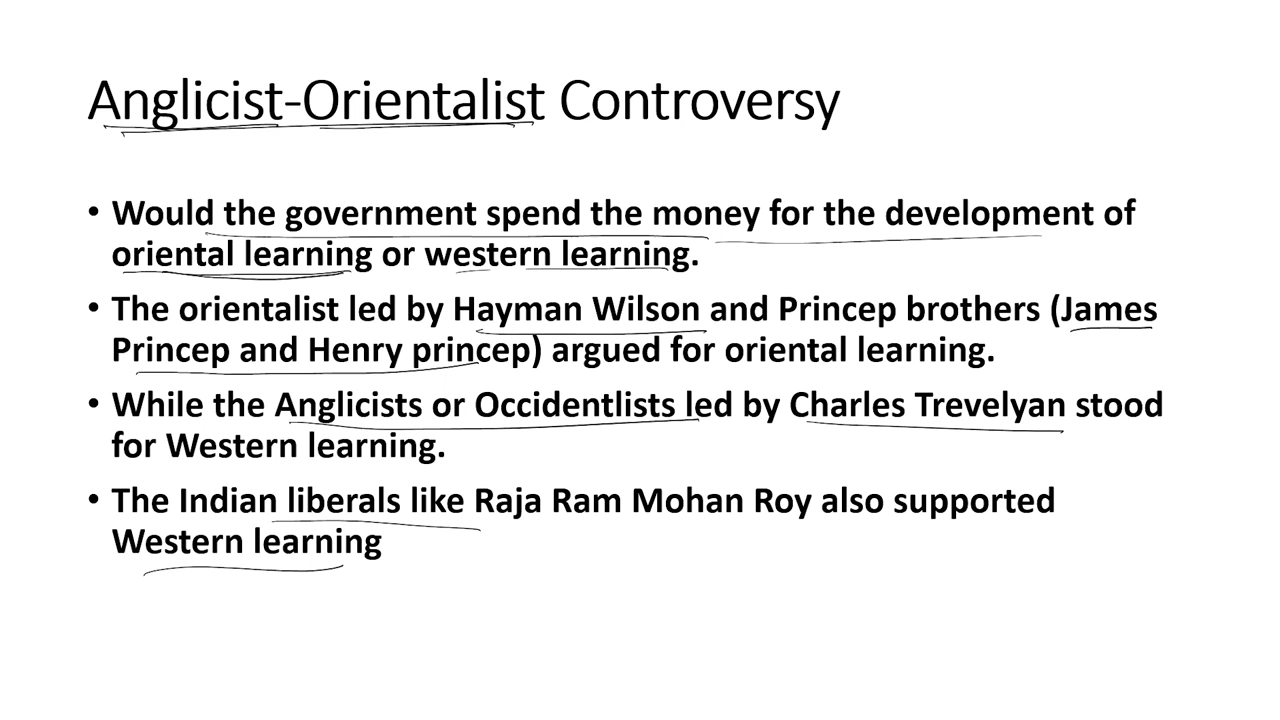 Anglicist-Orientalist Controversy
• Would the government spend the money for the development of
oriental learning or western learning.
• The orientalist led by Hayman Wilson and Princep brothers (James
Princep and Henry princep) argued for oriental learning.
• While the Anglicists or Occidentlists led by Charles Trevelyan stood
for Western learning.
• The Indian liberals like Raja Ram Mohan Roy also supported
Western learning